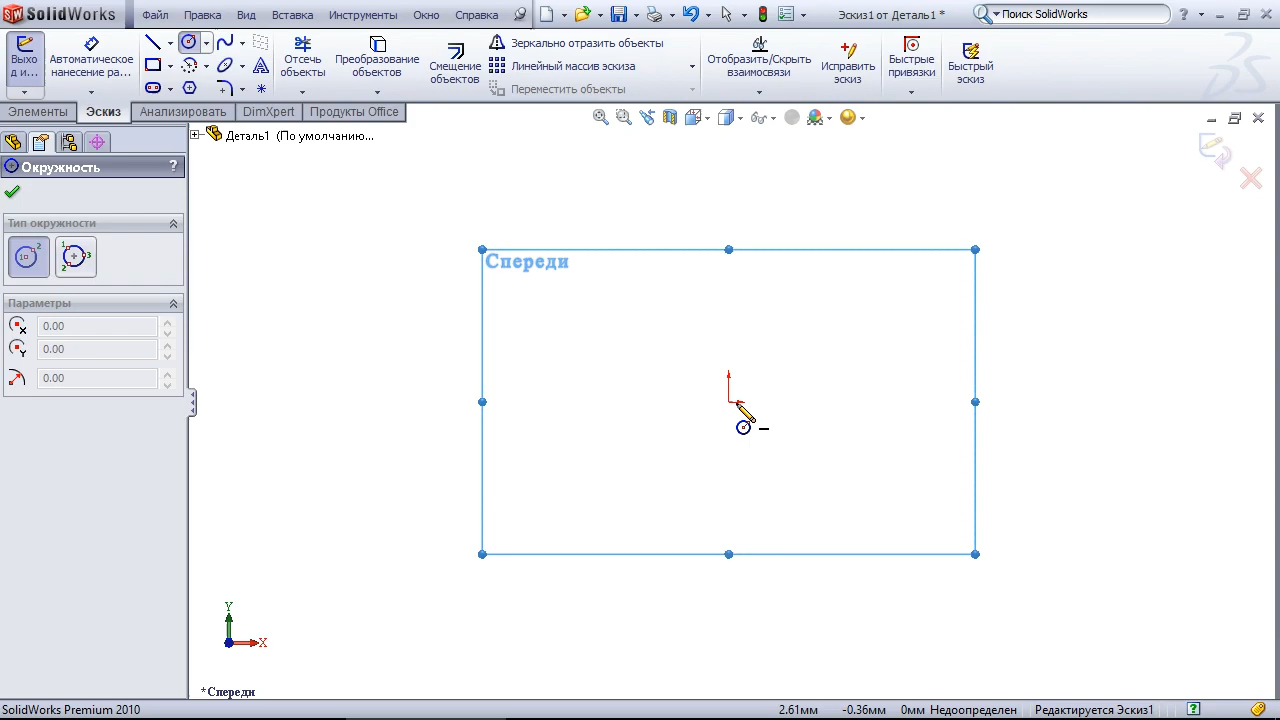 SolidWorks
Файл
Правка
Вид
Вставка
Инструменты
Окно
Справка
Эскиз1 от Деталь1 *
Поиск SolidWorks
?
Выхо
д и...
Автоматическое
нанесение ра...
Отсечь
объекты
Преобразование
объектов
Смещение
объектов
Зеркально отразить объекты
Линейный массив эскиза
Переместить объекты
Отобразить/Скрыть
взаимосвязи
Исправить
эскиз
Быстрые
привязки
Быстрый
эскиз
Элементы
Эскиз
Анализировать
DimXpert
Продукты Office
Деталь1 (По умолчанию...
Окружность
?
Тип окружности
Параметры
0.00
0.00
0.00
Спереди
Y
X
*Спереди
SolidWorks Premium 2010
2.61мм
-0.36мм
0мм
Недоопределен
Редактируется Эскиз1
?